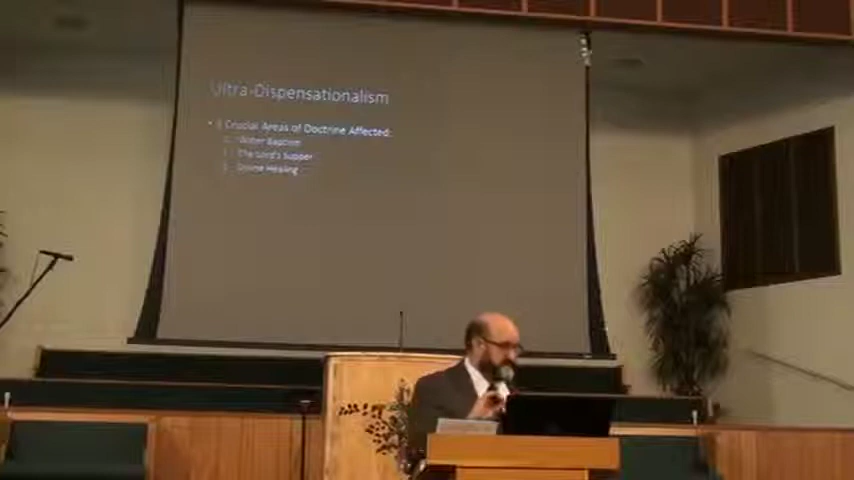 Ultra-Dispensationalism
• 3 Crucial Areas of Doctrine Affected:
Water Baptism
The Lord's Supper
Divine Healing